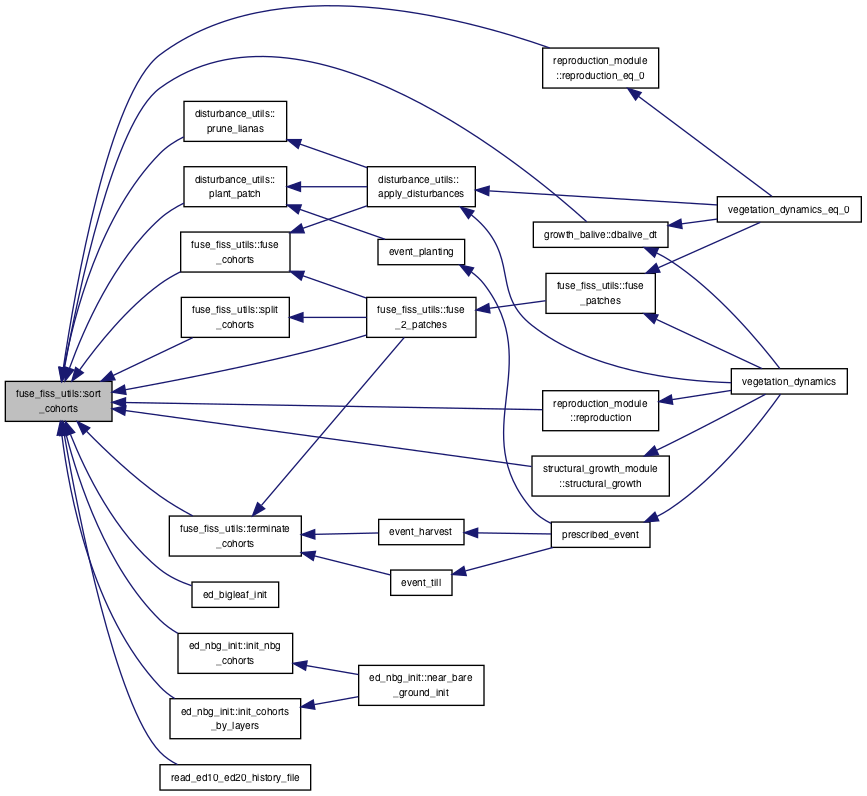 reproduction_module
::reproduction_eq_0
disturbance_utils::
prune_lianas
disturbance_utils::
plant_patch
disturbance_utils::
apply_disturbances
vegetation_dynamics_eq_0
growth_balive::dbalive_dt
fuse_fiss_utils::fuse
_cohorts
event_planting
fuse_fiss_utils::fuse
_patches
fuse_fiss_utils::split
_cohorts
fuse_fiss_utils::fuse
_2_patches
vegetation_dynamics
fuse_fiss_utils::sort
_cohorts
reproduction_module
::reproduction
structural_growth_module
::structural_growth
fuse_fiss_utils::terminate
_cohorts
event_harvest
prescribed_event
event_till
ed_bigleaf_init
ed_nbg_init::init_nbg
_cohorts
ed_nbg_init::near_bare
_ground_init
ed_nbg_init::init_cohorts
_by_layers
read_ed10_ed20_history_file